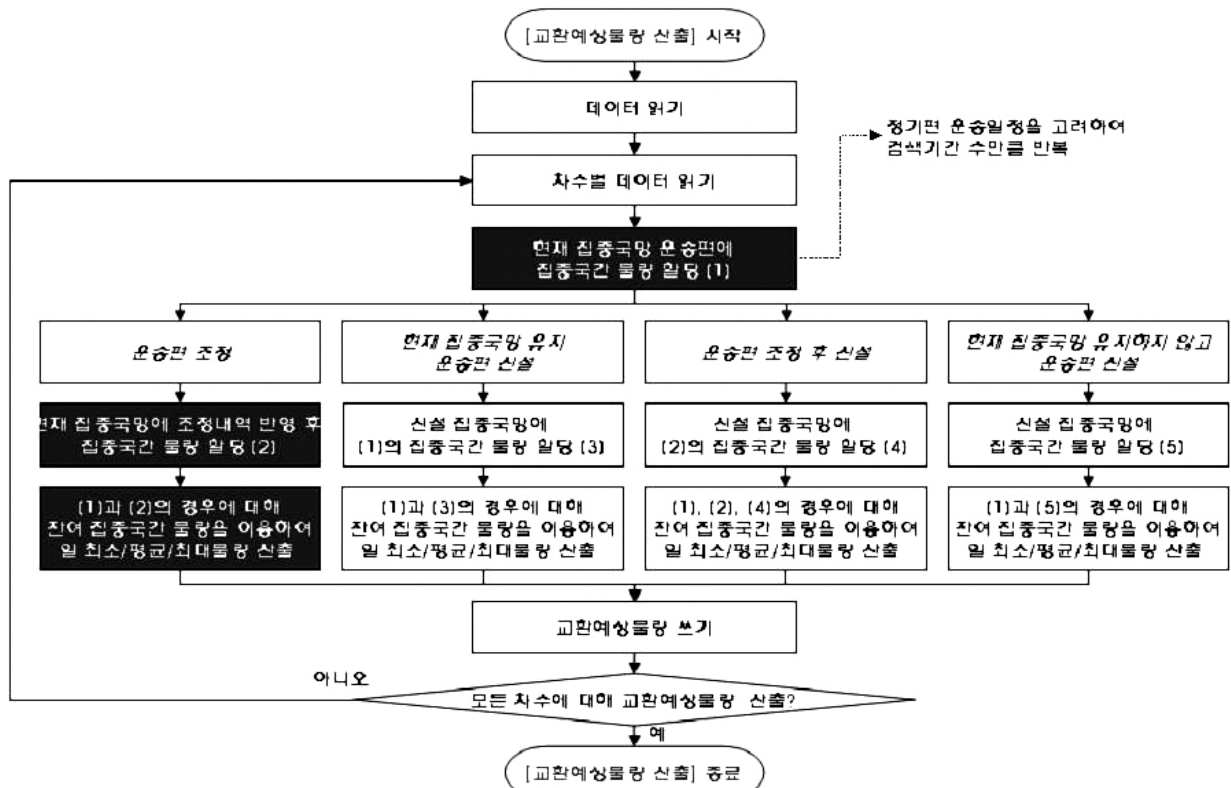 [교환예상물량 산출] 시작
데이터 읽기
정기편 운송일정을 고려하여
검색기간 수만큼 반복
차수별 데이터 읽기
현재 집중국망 운송편에
집중국간 물량 할당 (1)
운송편 조정
현재 집중국망 유지
운송편 신설
운송편 조정 후 신설
현재 집중국망 유지하지 않고
운송편 신설
현재 집중국망에 조정내역 반영 후
집중국간 물량 할당 (2)
신설 집중국망에
(1)의 집중국간 물량 할당 (3)
신설 집중국망에
(2)의 집중국간 물량 할당 (4)
신설 집중국망에
집중국간 물량 할당 (5)
(1)과 (2)의 경우에 대해
잔여 집중국간 물량을 이용하여
일 최소/평균/최대물량 산출
(1)과 (3)의 경우에 대해
잔여 집중국간 물량을 이용하여
일 최소/평균/최대물량 산출
(1), (2), (4)의 경우에 대해
잔여 집중국간 물량을 이용하여
일 최소/평균/최대물량 산출
(1)과 (5)의 경우에 대해
잔여 집중국간 물량을 이용하여
일 최소/평균/최대물량 산출
교환예상물량 쓰기
아니오
모든 차수에 대해 교환예상물량 산출?
예
[교환예상물량 산출] 종료